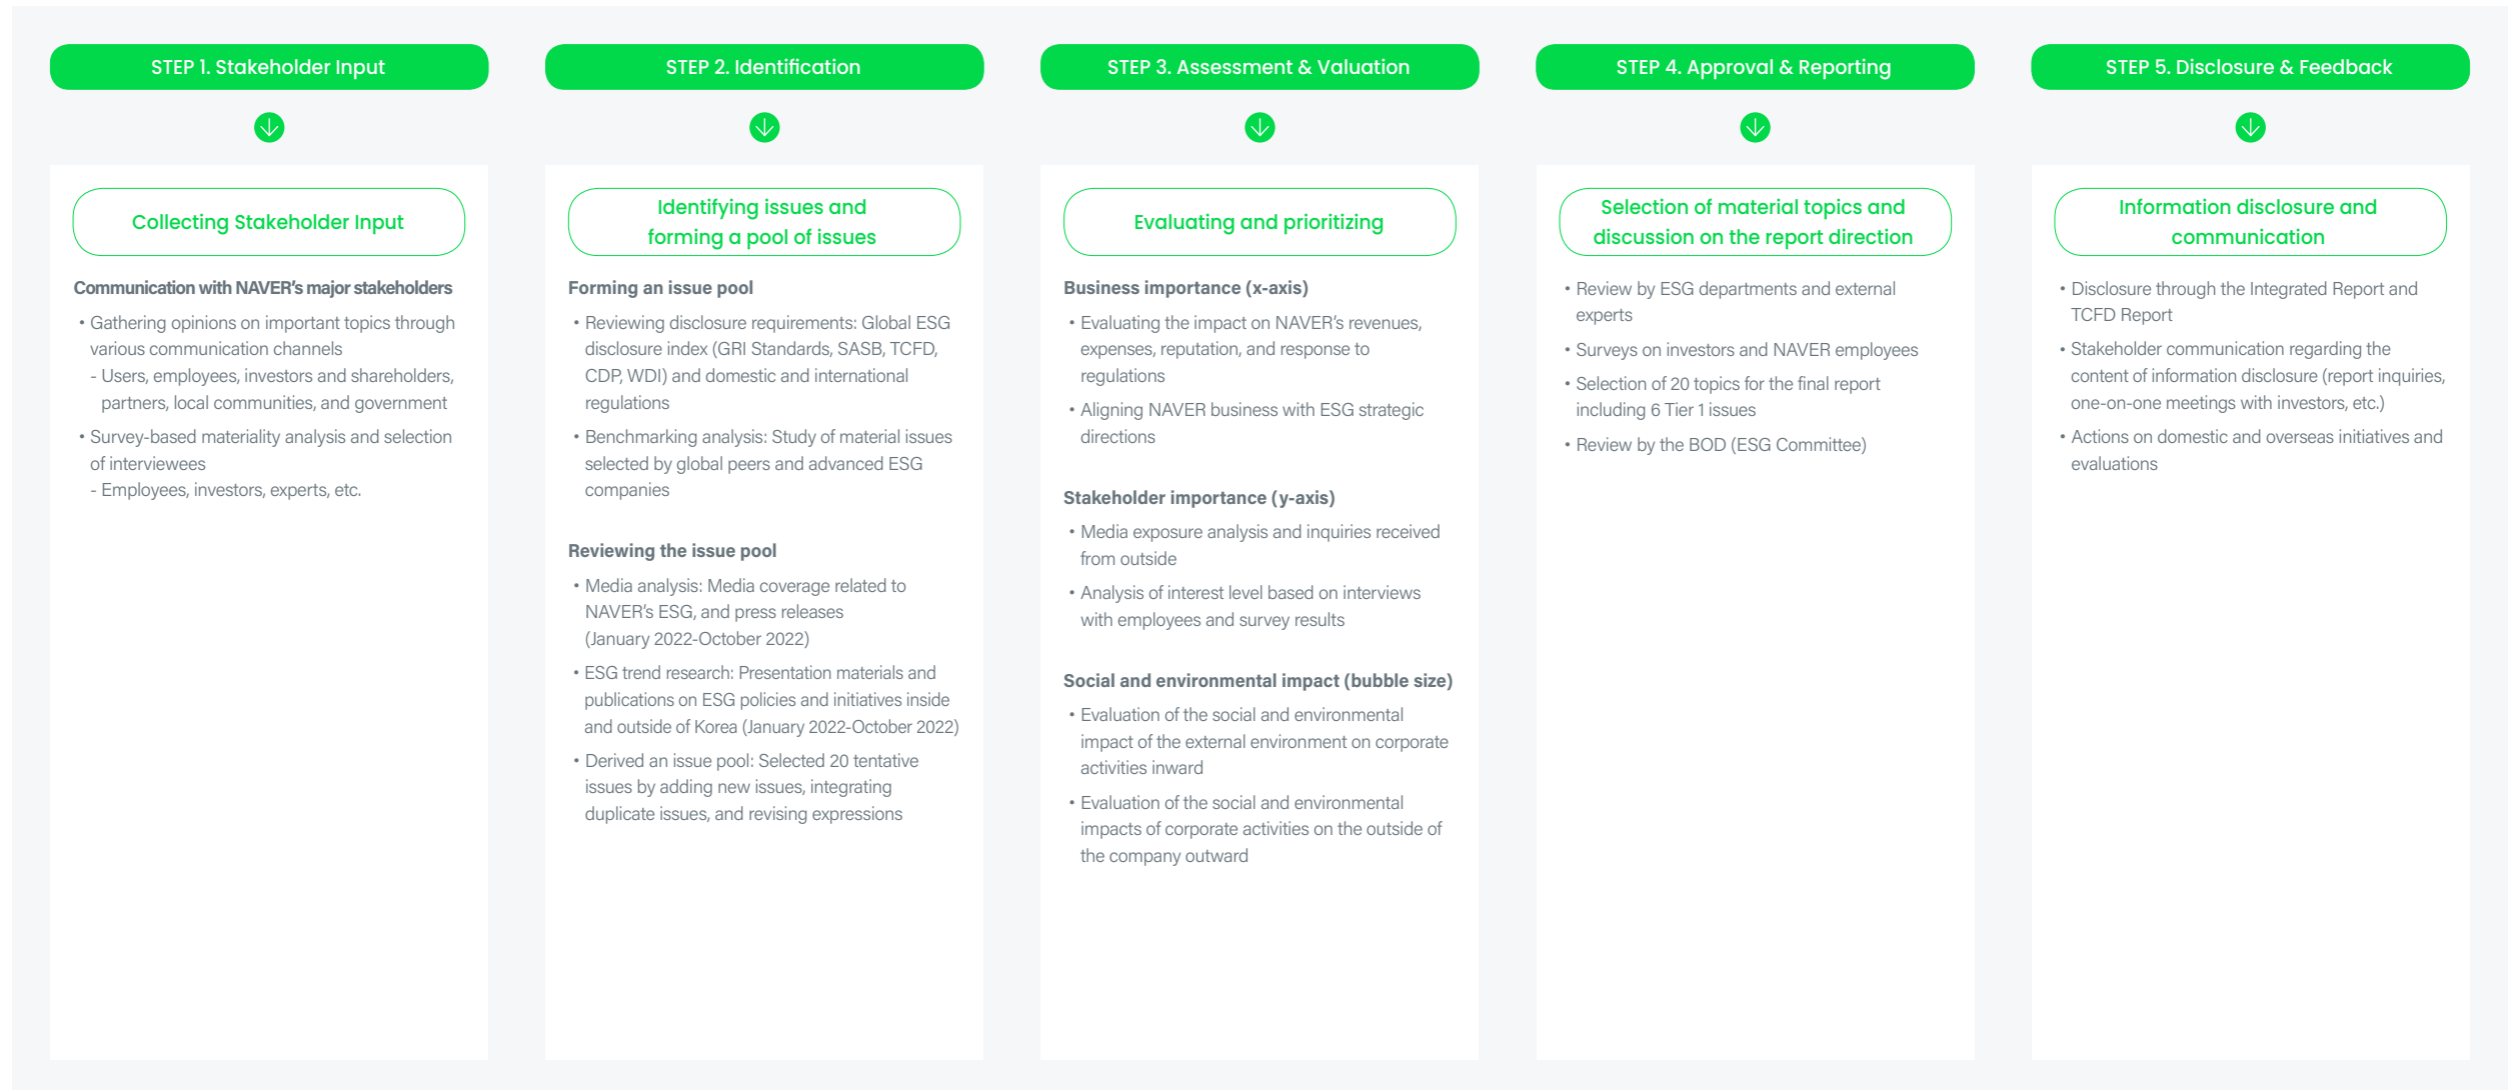 STEP 1. Stakeholder Input
Collecting Stakeholder Input
Communication with NAVER's major stakeholders
• Gathering opinions on important topics through
various communication channels
- Users, employees, investors and shareholders,
partners, local communities, and government
• Survey-based materiality analysis and selection
of interviewees
- Employees, investors, experts, etc.
STEP 2. Identification
Identifying issues and
forming a pool of issues
Forming an issue pool
• Reviewing disclosure requirements: Global ESG
disclosure index (GRI Standards, SASB, TCFD,
CDP, WDI) and domestic and international
regulations
• Benchmarking analysis: Study of material issues
selected by global peers and advanced ESG
companies
Reviewing the issue pool
• Media analysis: Media coverage related to
NAVER's ESG, and press releases
(January 2022-October 2022)
• ESG trend research: Presentation materials and
publications on ESG policies and initiatives inside
and outside of Korea (January 2022-October 2022)
• Derived an issue pool: Selected 20 tentative
issues by adding new issues, integrating
duplicate issues, and revising expressions
STEP 3. Assessment & Valuation
Evaluating and prioritizing
Business importance (x-axis)
• Evaluating the impact on NAVER's revenues,
expenses, reputation, and response to
regulations
• Aligning NAVER business with ESG strategic
directions
Stakeholder importance (y-axis)
• Media exposure analysis and inquiries received
from outside
• Analysis of interest level based on interviews
with employees and survey results
Social and environmental impact (bubble size)
• Evaluation of the social and environmental
impact of the external environment on corporate
activities inward
• Evaluation of the social and environmental
impacts of corporate activities on the outside of
the company outward
STEP 4. Approval & Reporting
Selection of material topics and
discussion on the report direction
• Review by ESG departments and external
experts
• Surveys on investors and NAVER employees
• Selection of 20 topics for the final report
including 6 Tier 1 issues
• Review by the BOD (ESG Committee)
STEP 5. Disclosure & Feedback
Information disclosure and
communication
• Disclosure through the Integrated Report and
TCFD Report
• Stakeholder communication regarding the
content of information disclosure (report inquiries,
one-on-one meetings with investors, etc.)
• Actions on domestic and overseas initiatives and
evaluations